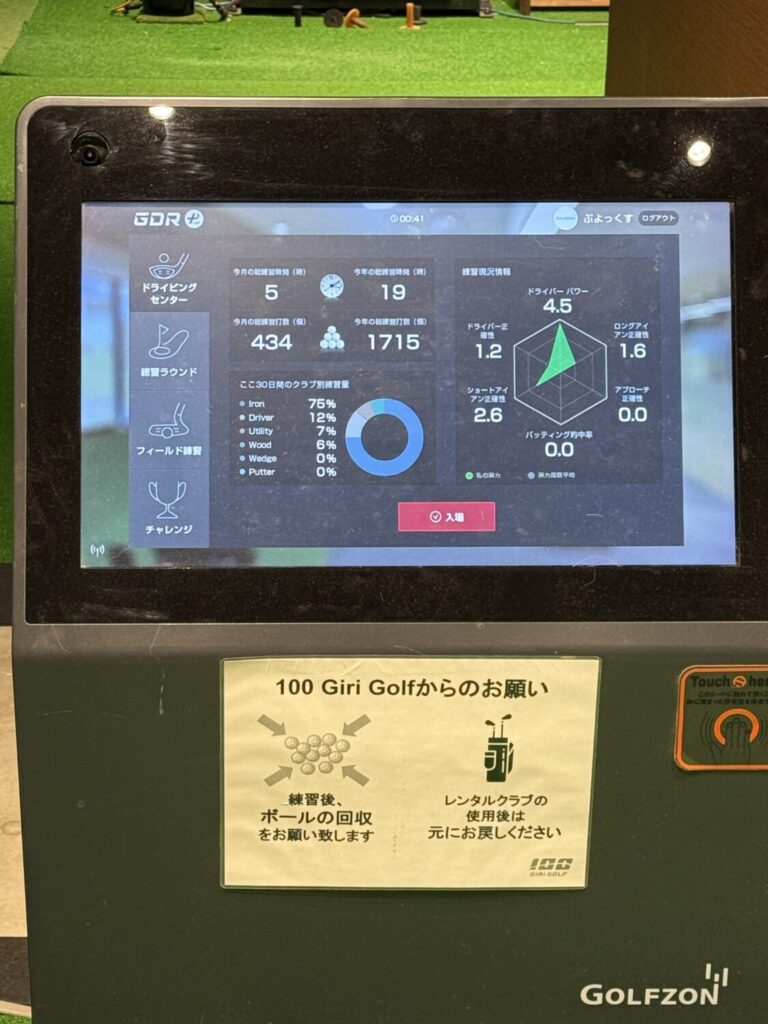 GDR+
00:41
ぷよっくす
ログアウト
ドライビング
センター
練習ラウンド
フィールド練習
チャレンジ
今月の総練習時間（時）
5
今年の総練習時間（時）
19
今月の総練習打数（個）
434
今年の総練習打数（個）
1715
ここ30日間のクラブ別練習量
Iron 75%
Driver 12%
Utility 7%
Wood 6%
Wedge 0%
Putter 0%
練習現況情報
ドライバー パワー
4.5
ドライバー正
確性
1.2
ロングアイ
アン正確性
1.6
ショートアイ
アン正確性
2.6
アプローチ
正確性
0.0
パッティング的中率
0.0
私の実力
実力指数平均
入場
100 Giri Golfからのお願い
練習後、
ボールの回収
をお願い致します
レンタルクラブの
使用後は
元にお戻しください
100
GIRI GOLF
Touch
GOLFZON